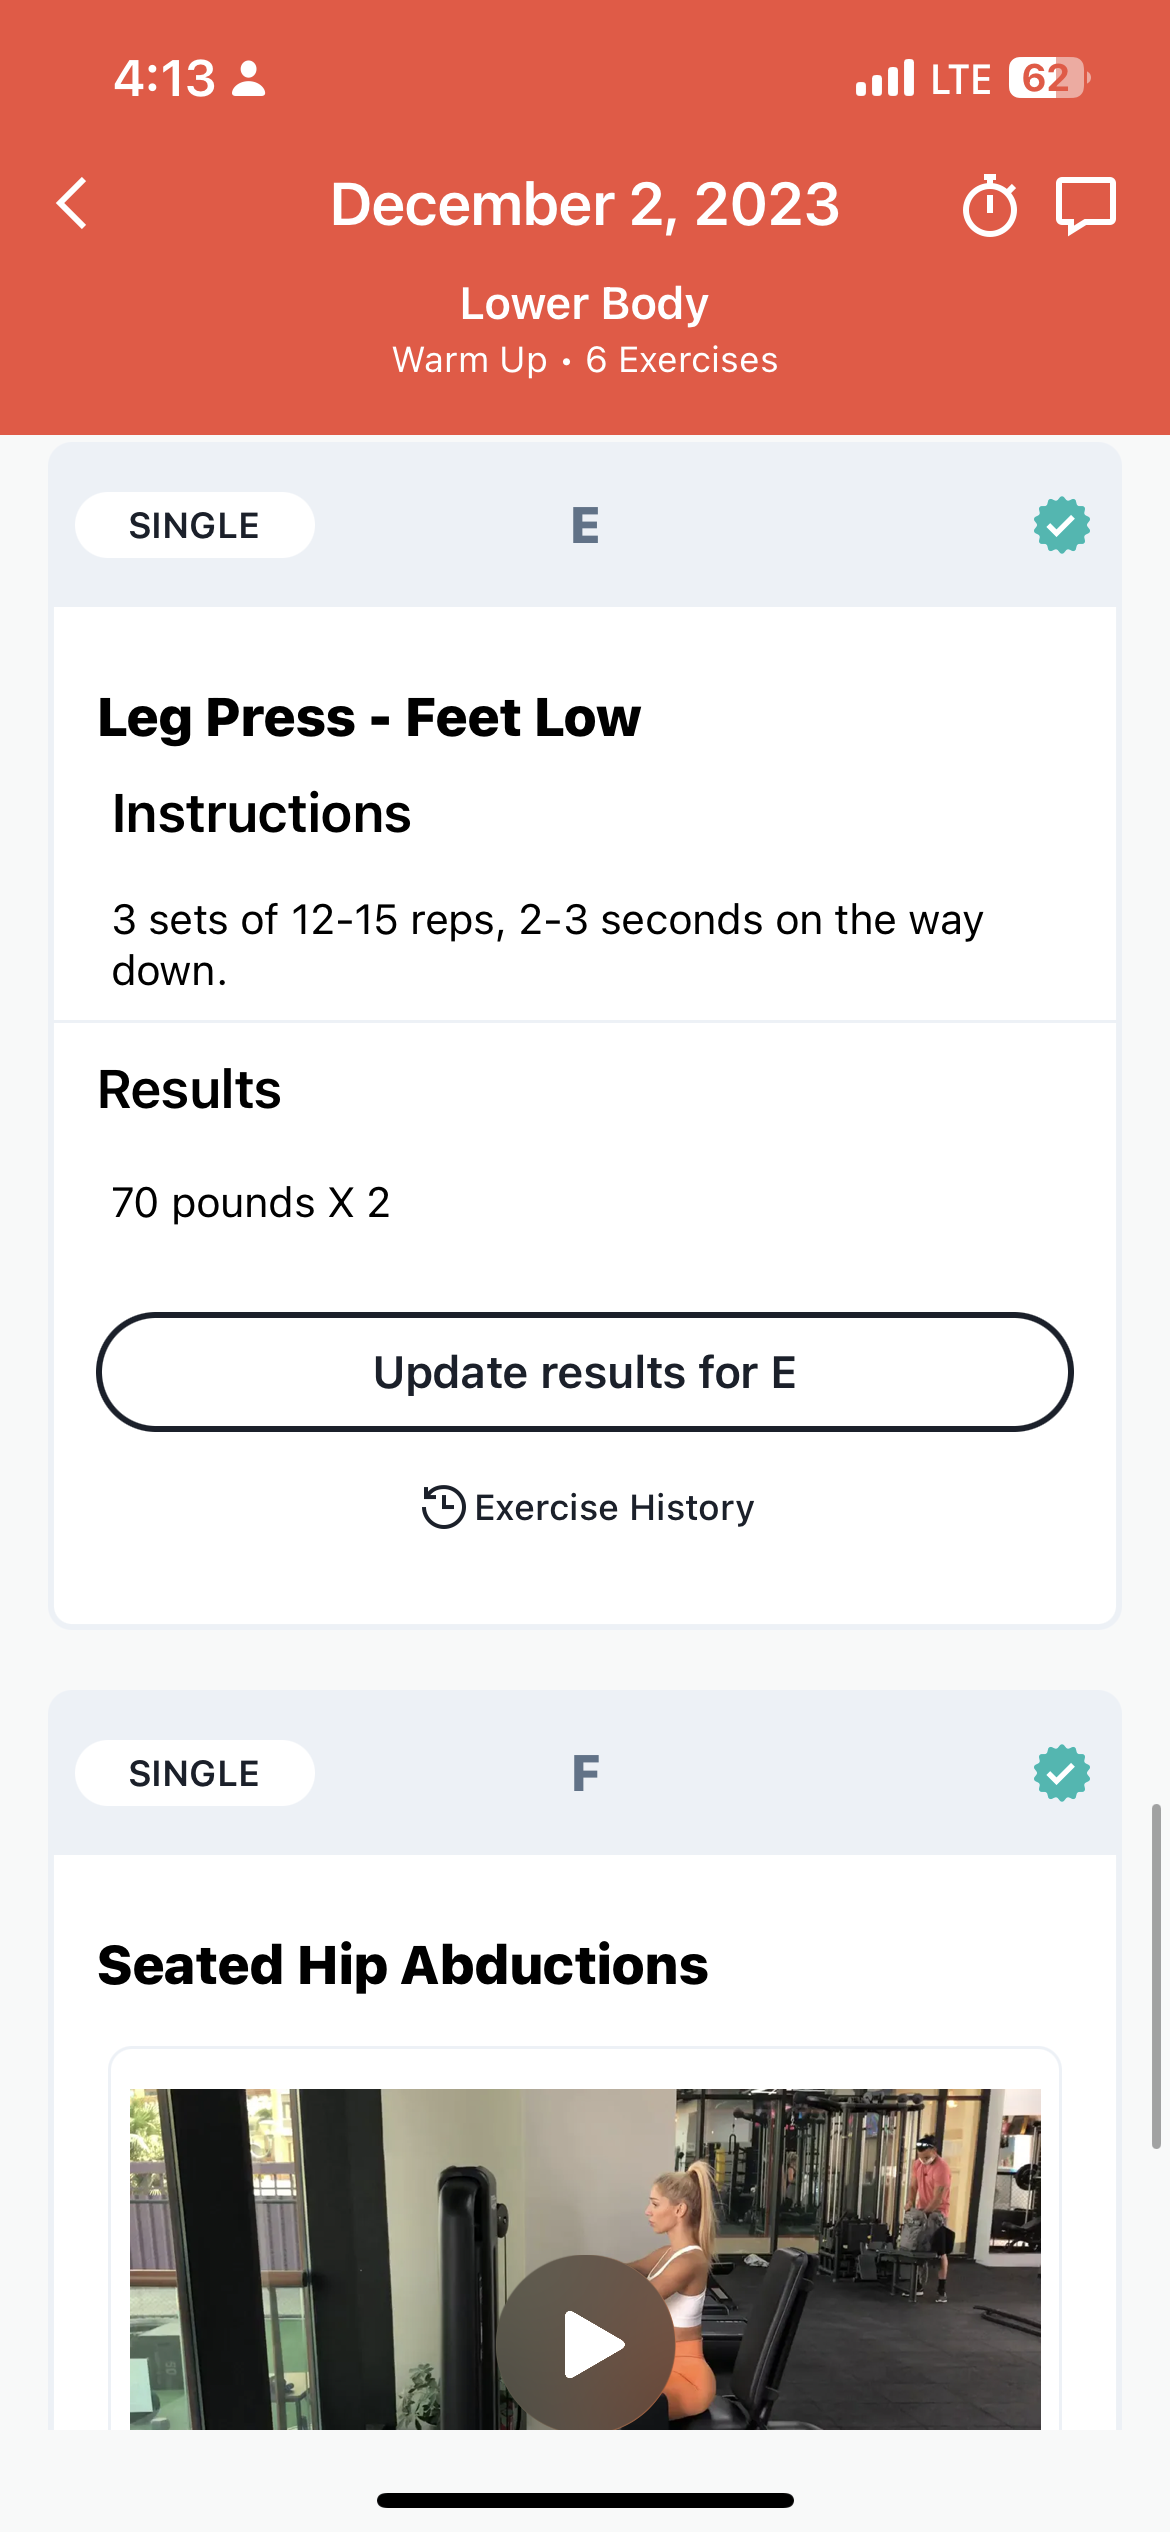 4:13
LTE 62
December 2, 2023
Lower Body
Warm Up • 6 Exercises
SINGLE
E
Leg Press - Feet Low
Instructions
3 sets of 12-15 reps, 2-3 seconds on the way
down.
Results
70 pounds X 2
Update results for E
Exercise History
SINGLE
F
Seated Hip Abductions